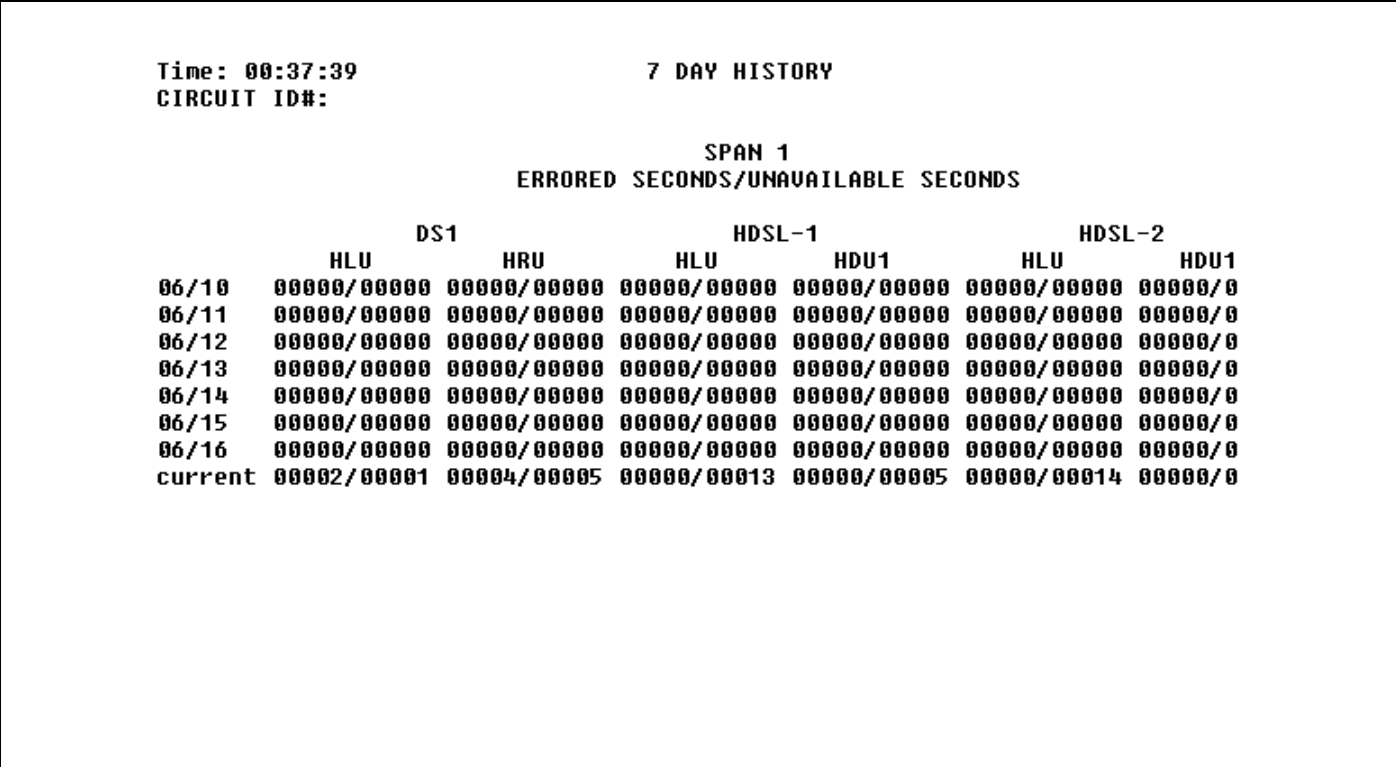 Time: 00:37:39 7 DAY HISTORY
CIRCUIT ID#:
SPAN 1
ERRORED SECONDS/UNAVAILABLE SECONDS
DS1 HDSL-1 HDSL-2
HLU HRU HLU HDU1 HLU HDU1
06/10 00000/00000 00000/00000 00000/00000 00000/00000 00000/00000 00000/0
06/11 00000/00000 00000/00000 00000/00000 00000/00000 00000/00000 00000/0
06/12 00000/00000 00000/00000 00000/00000 00000/00000 00000/00000 00000/0
06/13 00000/00000 00000/00000 00000/00000 00000/00000 00000/00000 00000/0
06/14 00000/00000 00000/00000 00000/00000 00000/00000 00000/00000 00000/0
06/15 00000/00000 00000/00000 00000/00000 00000/00000 00000/00000 00000/0
06/16 00000/00000 00000/00000 00000/00000 00000/00000 00000/00000 00000/0
current 00002/00001 00004/00005 00000/00013 00000/00005 00000/00014 00000/0